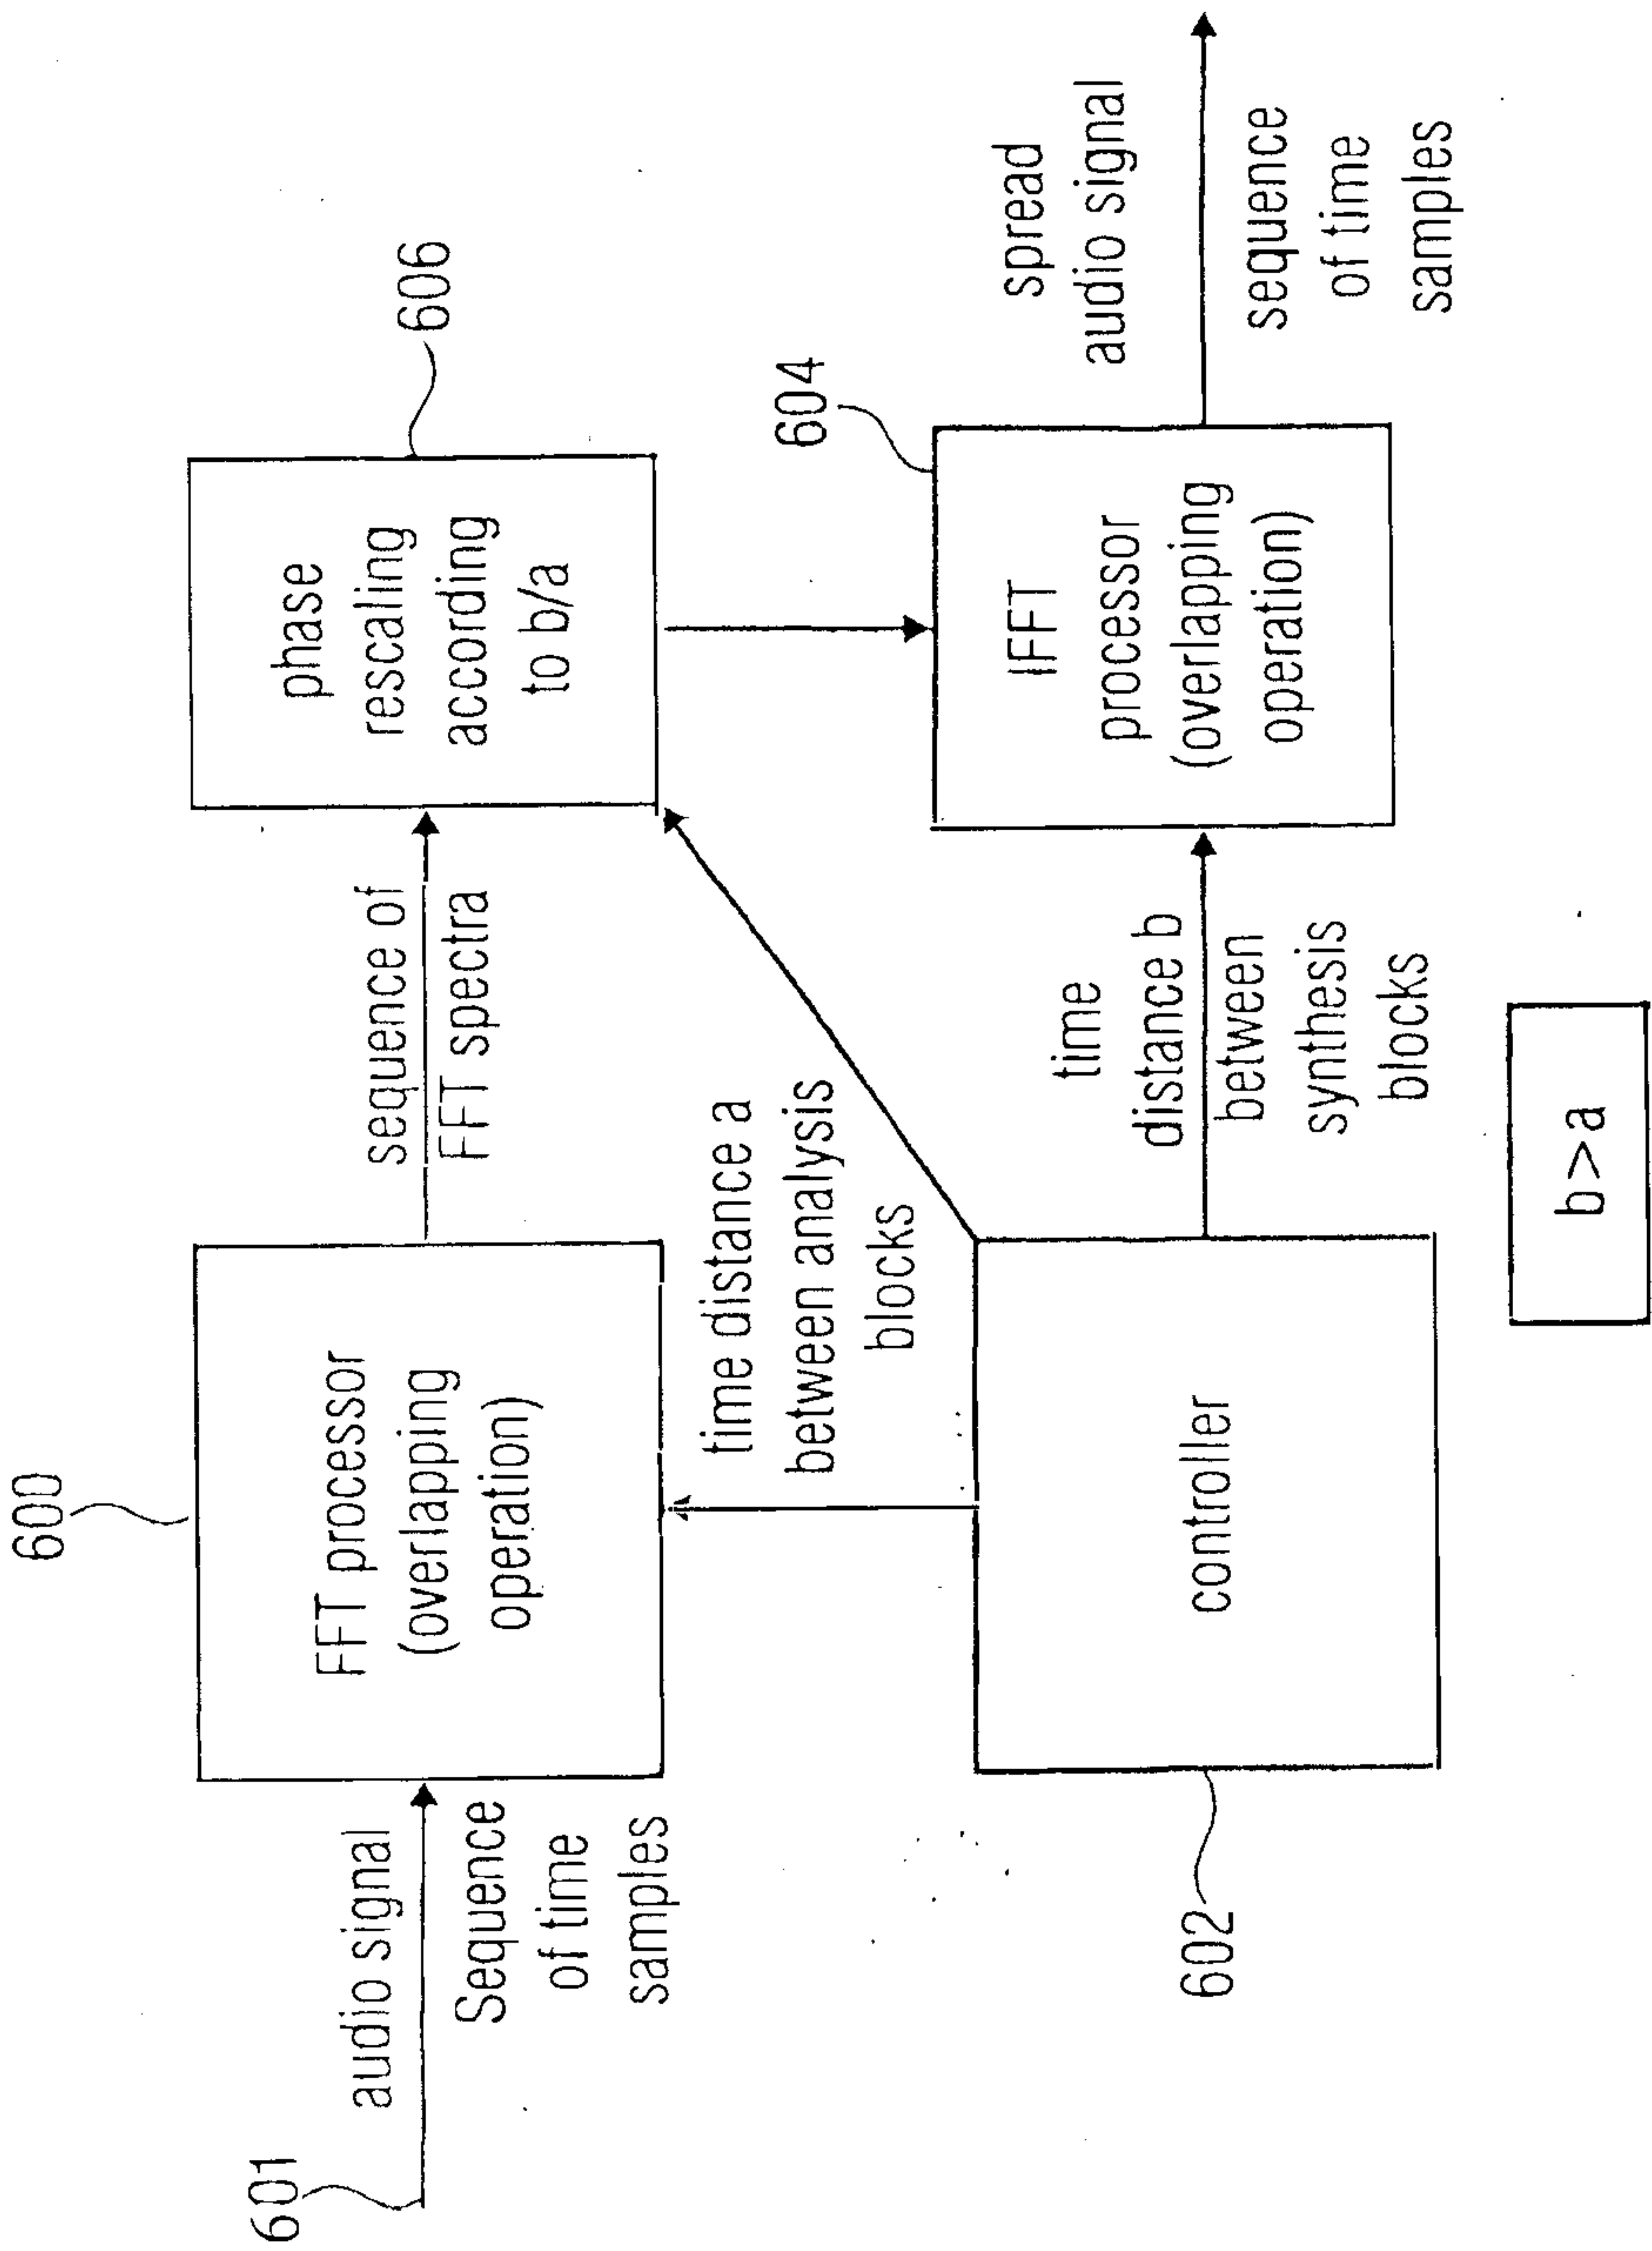 600
601
audio signal
Sequence
of time
samples
FFT processor
(overlapping
operation)
sequence of
FFT spectra
phase
rescaling
according
to b/a
606
time distance a
between analysis
blocks
controller
602
time
distance b
between
synthesis
blocks
604
IFFT
processor
(overlapping
operation)
spread
audio signal
sequence
of time
samples
b>a